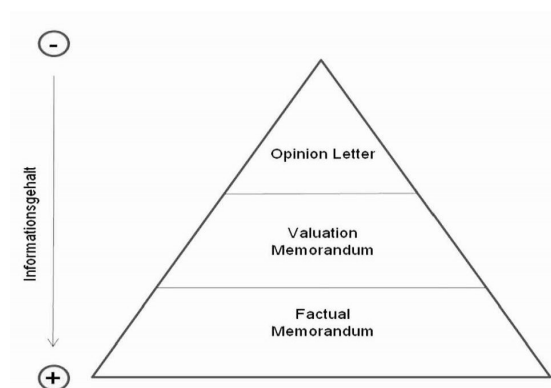 -
Informationsgehalt
+
Opinion Letter
Valuation
Memorandum
Factual
Memorandum